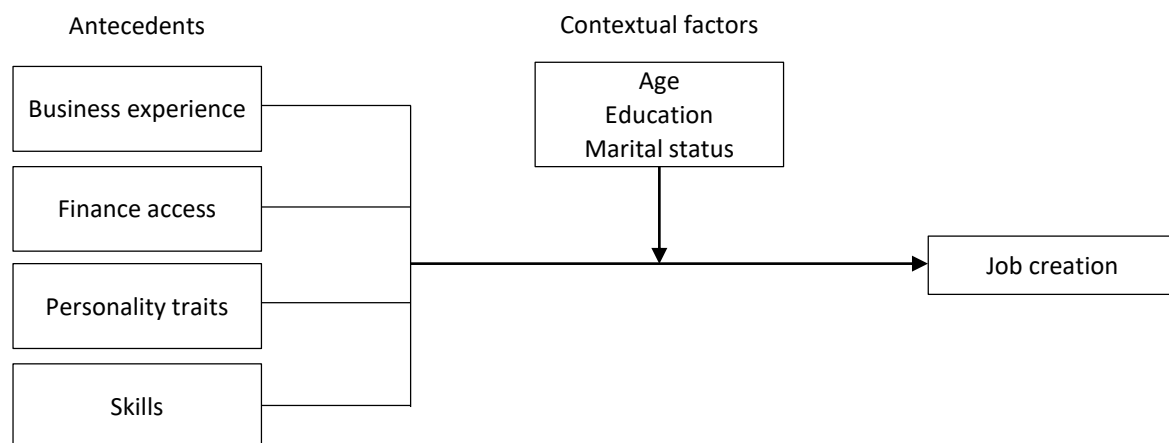 Antecedents
Contextual factors
Business experience
Age
Education
Marital status
Finance access
Personality traits
Job creation
Skills